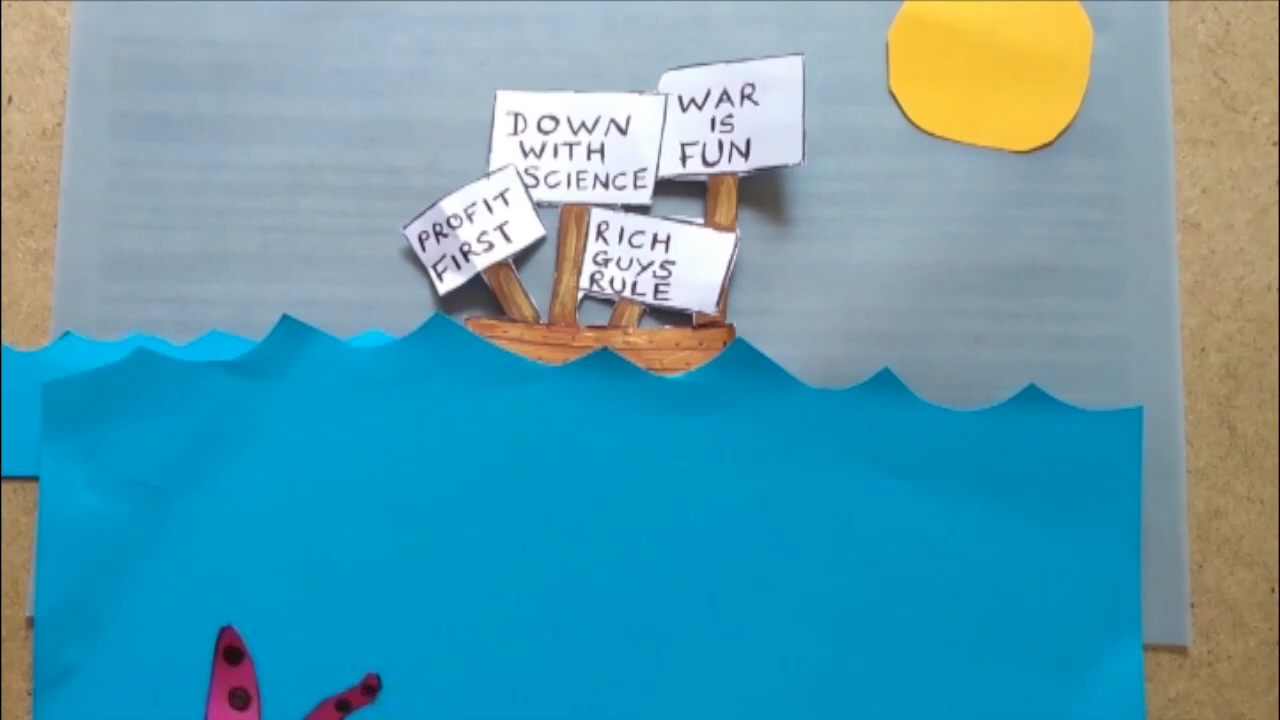 DOWN
WITH
SCIENCE
WAR
IS
FUN
PROFIT
FIRST
RICH
GUYS
RULE